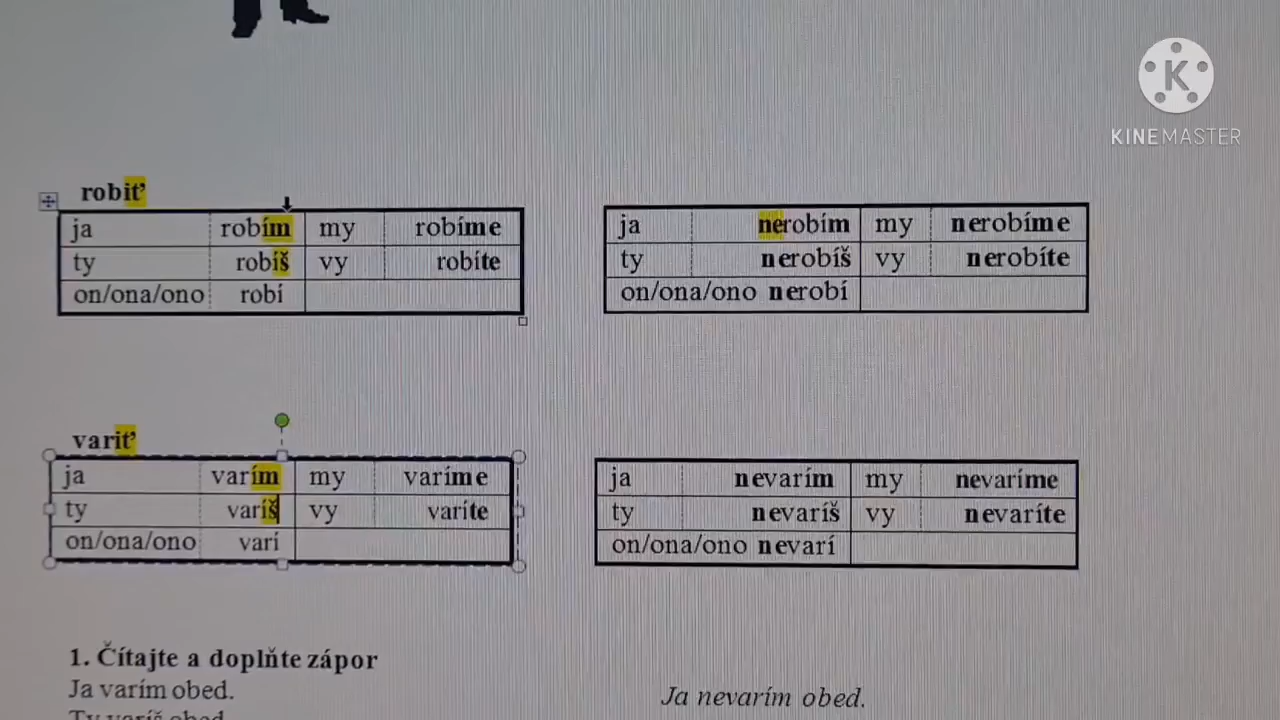 KINEMASTER
robiť
ja robím my robíme
ty robíš vy robíte
on/ona/ono robí
ja nerobím my nerobíme
ty nerobíš vy nerobíte
on/ona/ono nerobí
variť
ja varím my varíme
ty varíš vy varíte
on/ona/ono varí
ja nevarím my nevaríme
ty nevaríš vy nevaríte
on/ona/ono nevarí
1. Čítajte a doplňte zápor
Ja varím obed.
Ja nevarím obed.
Ty varíš obed